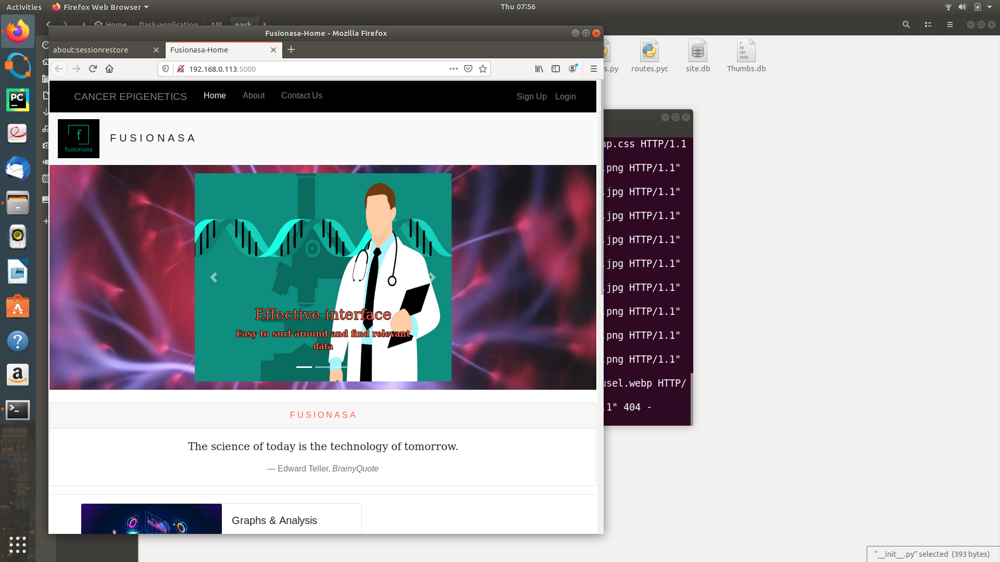 Activities
Firefox Web Browser
Thu 07:56
Home
flask-application
API
pack
Fusionasa-Home - Mozilla Firefox
about:sessionrestore
Fusionasa-Home
192.168.0.113:5000
CANCER EPIGENETICS
Home
About
Contact Us
Sign Up
Login
f
fusionasa
FUSIONASA
Effective interface
Easy to surf around and find relevant
data
FUSIONASA
The science of today is the technology of tomorrow.
— Edward Teller, BrainyQuote
Graphs & Analysis
s.py
routes.pyc
site.db
1
10
101
1010
Thumbs.db
ap.css HTTP/1.1
.png HTTP/1.1"
.jpg HTTP/1.1"
.jpg HTTP/1.1"
.jpg HTTP/1.1"
.jpg HTTP/1.1"
.jpg HTTP/1.1"
.png HTTP/1.1"
.png HTTP/1.1"
.png HTTP/1.1"
usel.webp HTTP/
.1" 404 -
PC
"__init__.py" selected (393 bytes)